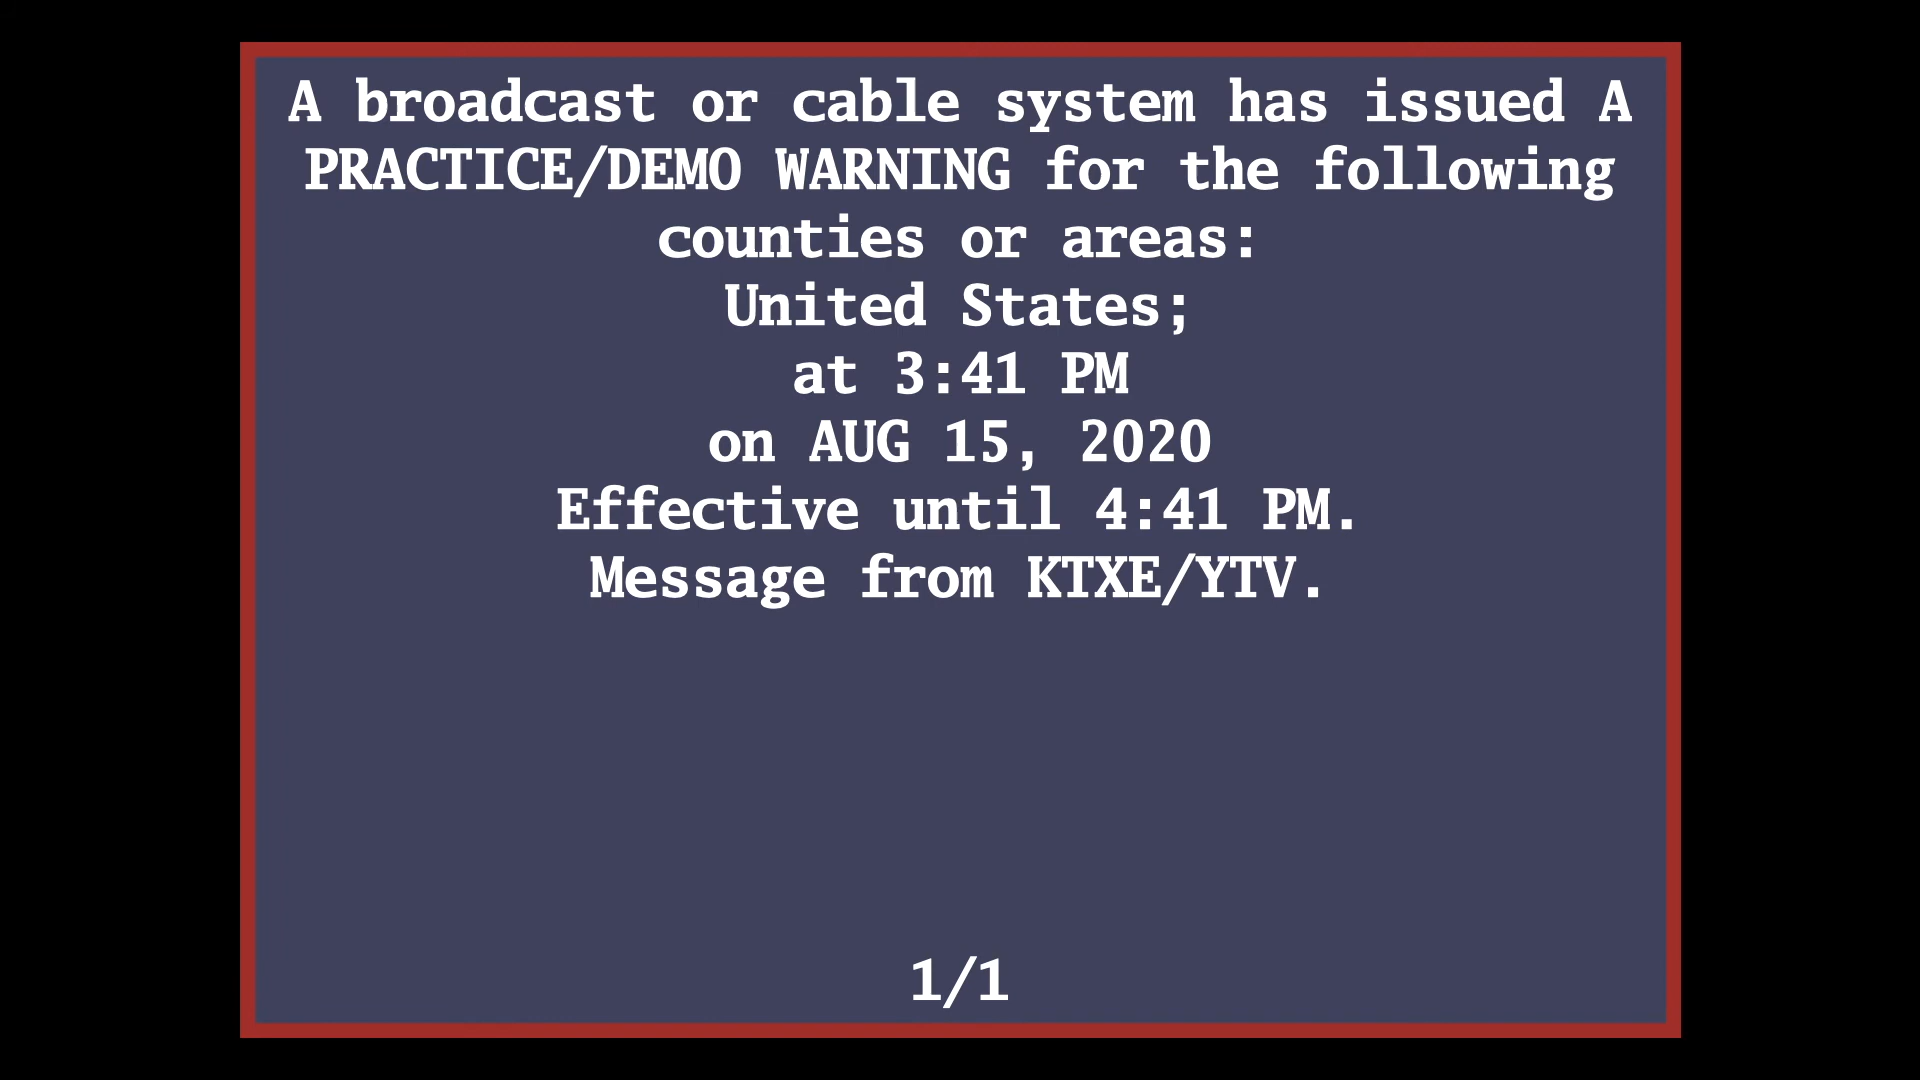 A broadcast or cable system has issued A
PRACTICE/DEMO WARNING for the following
counties or areas:
United States;
at 3:41 PM
on AUG 15, 2020
Effective until 4:41 PM.
Message from KTXE/YTV.
1/1